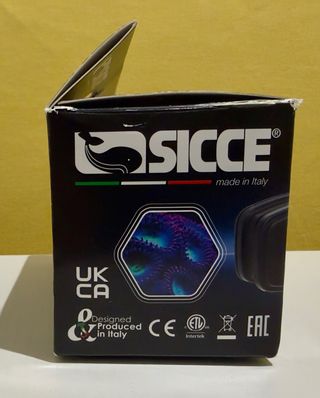 SICCE®
made in Italy
UK
CA
& Designed
Produced
in Italy
CE
ETL
Intertek
EAC